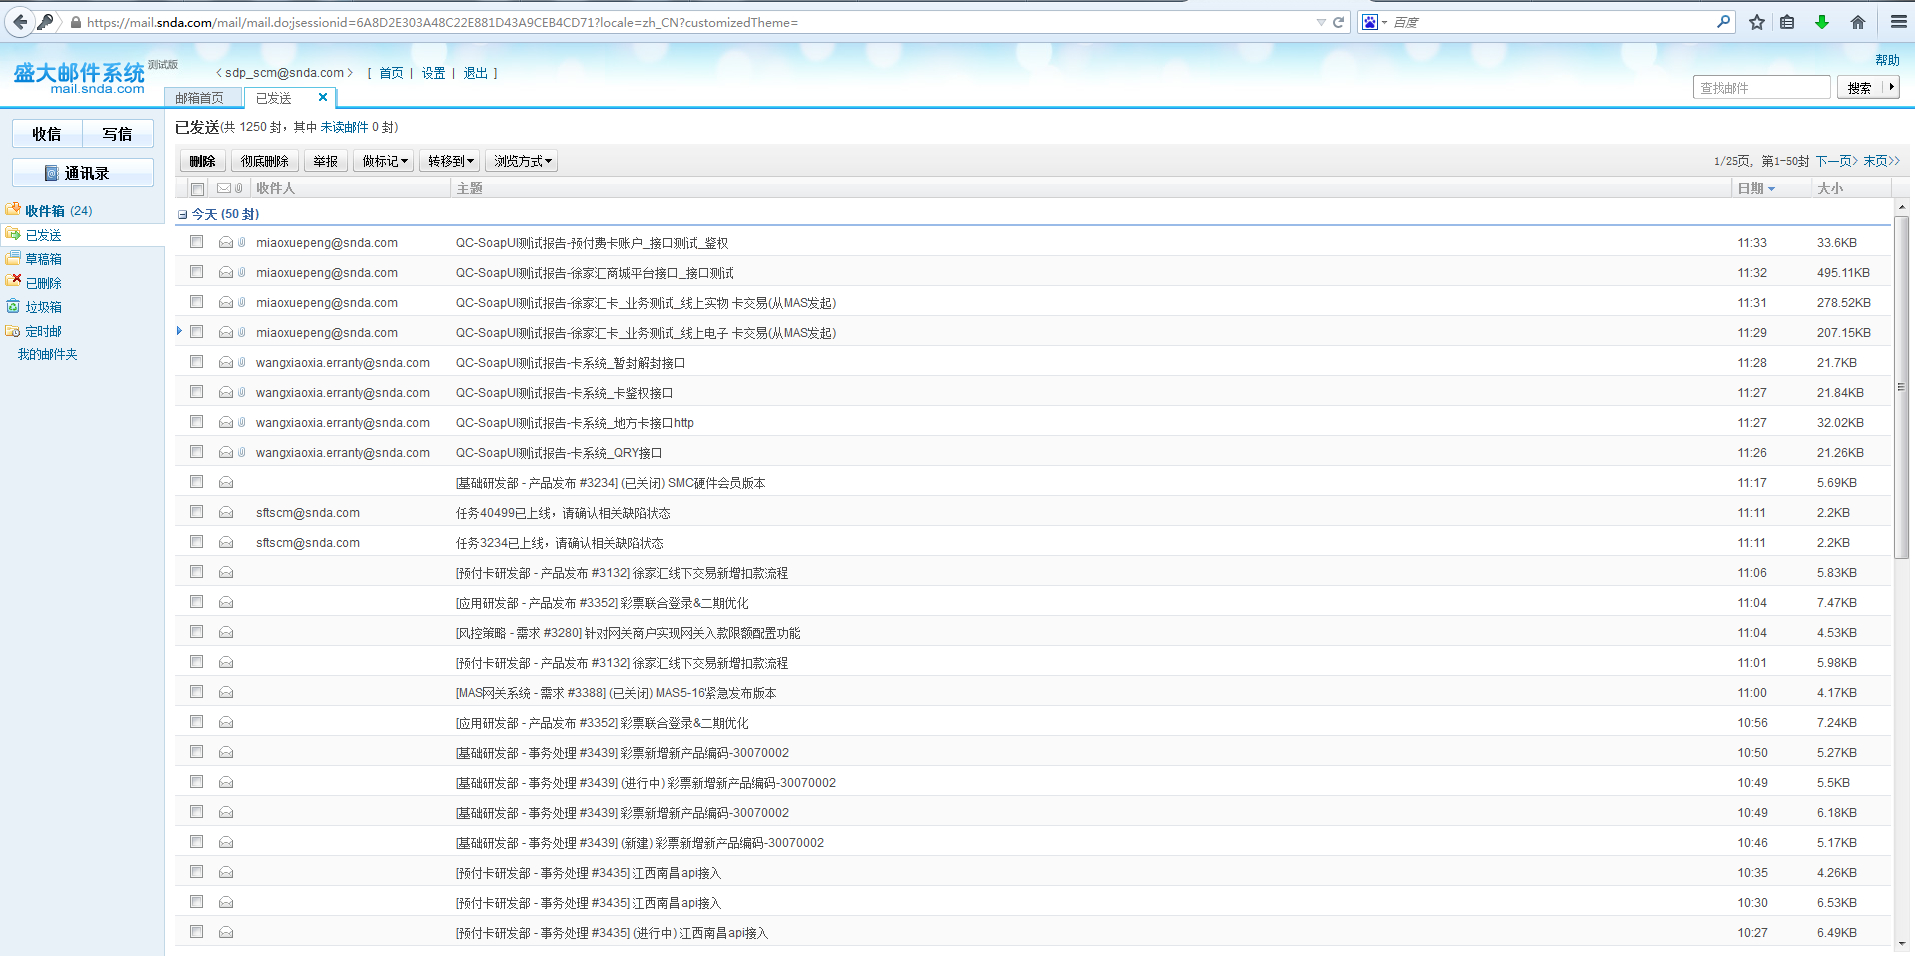 https://mail.snda.com/mail/mail.do;jsessionid=6A8D2E303A48C22E881D43A9CEB4CD71?locale=zh_CN?customizedTheme=
百度
盛大邮件系统 测试版
mail.snda.com
< sdp_scm@snda.com > [ 首页 | 设置 | 退出 ]
帮助
邮箱首页 已发送
查找邮件 搜索
收信 写信
通讯录
收件箱 (24)
已发送
草稿箱
已删除
垃圾箱
定时邮
我的邮件夹
已发送(共 1250 封，其中 未读邮件 0 封)
删除 彻底删除 举报 做标记 转移到 浏览方式
1/25页, 第1-50封 下一页> 末页>>
收件人 主题 日期 大小
今天 (50 封)
miaoxuepeng@snda.com QC-SoapUI测试报告-预付费卡账户_接口测试_鉴权 11:33 33.6KB
miaoxuepeng@snda.com QC-SoapUI测试报告-徐家汇商城平台接口_接口测试 11:32 495.11KB
miaoxuepeng@snda.com QC-SoapUI测试报告-徐家汇卡_业务测试_线上实物 卡交易(从MAS发起) 11:31 278.52KB
miaoxuepeng@snda.com QC-SoapUI测试报告-徐家汇卡_业务测试_线上电子 卡交易(从MAS发起) 11:29 207.15KB
wangxiaoxia.erranty@snda.com QC-SoapUI测试报告-卡系统_暂封解封接口 11:28 21.7KB
wangxiaoxia.erranty@snda.com QC-SoapUI测试报告-卡系统_卡鉴权接口 11:27 21.84KB
wangxiaoxia.erranty@snda.com QC-SoapUI测试报告-卡系统_地方卡接口http 11:27 32.02KB
wangxiaoxia.erranty@snda.com QC-SoapUI测试报告-卡系统_QRY接口 11:26 21.26KB
[基础研发部 - 产品发布 #3234] (已关闭) SMC硬件会员版本 11:17 5.69KB
sftscm@snda.com 任务40499已上线，请确认相关缺陷状态 11:11 2.2KB
sftscm@snda.com 任务3234已上线，请确认相关缺陷状态 11:11 2.2KB
[预付卡研发部 - 产品发布 #3132] 徐家汇线下交易新增扣款流程 11:06 5.83KB
[应用研发部 - 产品发布 #3352] 彩票联合登录&二期优化 11:04 7.47KB
[风控策略 - 需求 #3280] 针对网关商户实现网关入款限额配置功能 11:04 4.53KB
[预付卡研发部 - 产品发布 #3132] 徐家汇线下交易新增扣款流程 11:01 5.98KB
[MAS网关系统 - 需求 #3388] (已关闭) MAS5-16紧急发布版本 11:00 4.17KB
[应用研发部 - 产品发布 #3352] 彩票联合登录&二期优化 10:56 7.24KB
[基础研发部 - 事务处理 #3439] 彩票新增新产品编码-30070002 10:50 5.27KB
[基础研发部 - 事务处理 #3439] (进行中) 彩票新增新产品编码-30070002 10:49 5.5KB
[基础研发部 - 事务处理 #3439] 彩票新增新产品编码-30070002 10:49 6.18KB
[基础研发部 - 事务处理 #3439] (新建) 彩票新增新产品编码-30070002 10:46 5.17KB
[预付卡研发部 - 事务处理 #3435] 江西南昌api接入 10:35 4.26KB
[预付卡研发部 - 事务处理 #3435] 江西南昌api接入 10:30 6.53KB
[预付卡研发部 - 事务处理 #3435] (进行中) 江西南昌api接入 10:27 6.49KB